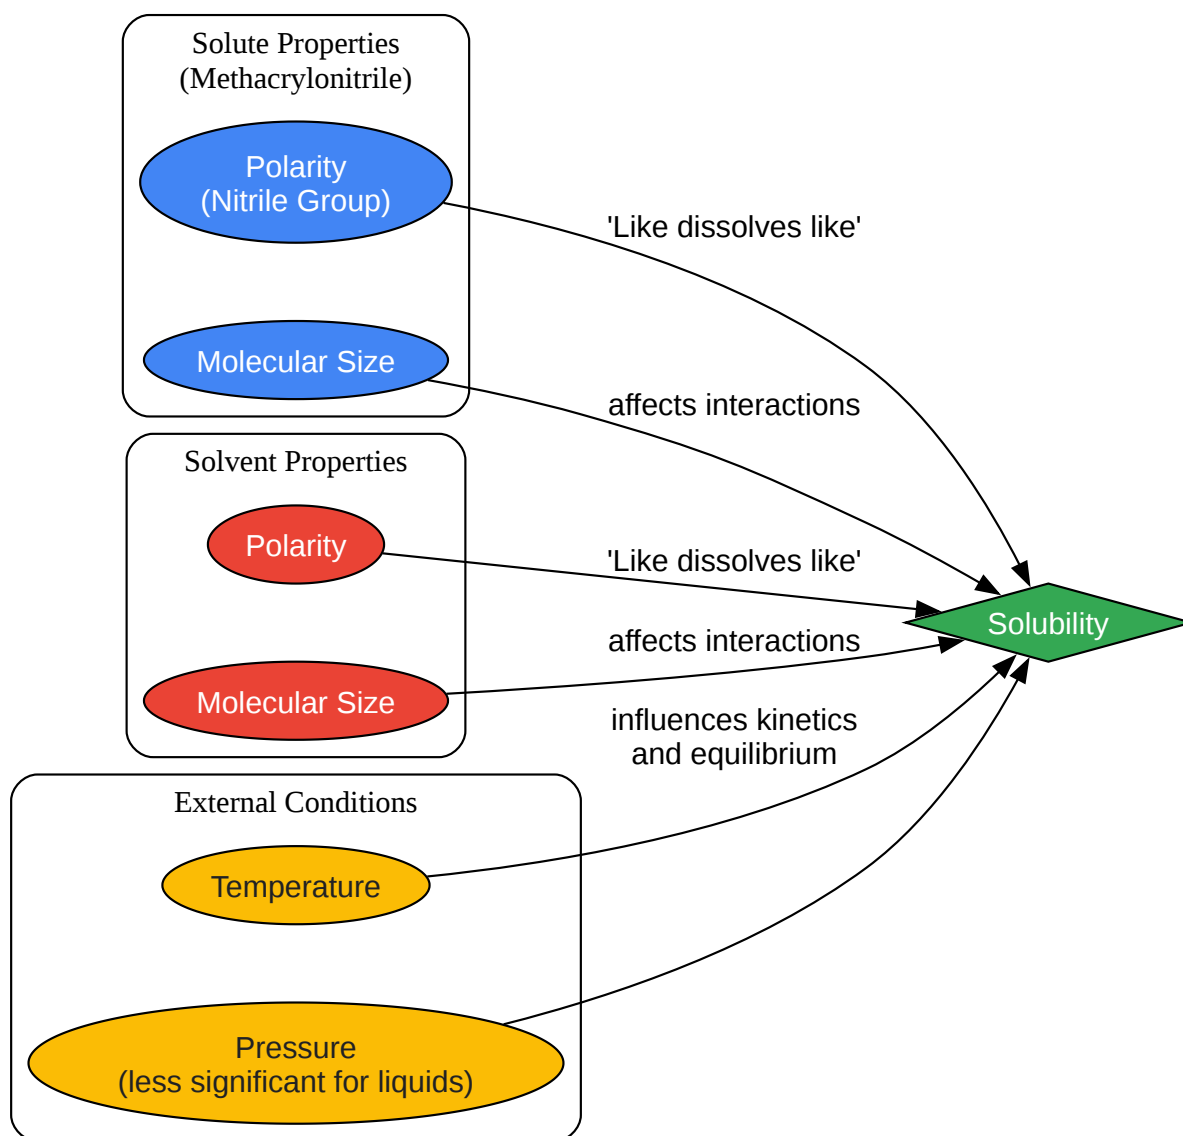 Solute Properties
(Methacrylonitrile)
Polarity
(Nitrile Group)
'Like dissolves like'
Molecular Size
affects interactions
Solvent Properties
Polarity
'Like dissolves like'
Solubility
affects interactions
Molecular Size
influences kinetics
and equilibrium
External Conditions
Temperature
Pressure
(less significant for liquids)